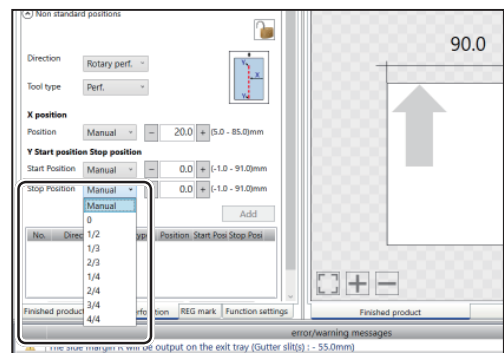 Non standard positions
90.0
Direction Rotary perf.
Y
X
Y
Tool type Perf.
X position
Position Manual − 20.0 + (5.0 - 85.0)mm
Y Start position Stop position
Start Position Manual − 0.0 + (-1.0 - 91.0)mm
Stop Position Manual 0.0 + (-1.0 - 91.0)mm
Manual
0
1/2
1/3
2/3
1/4
2/4
3/4
4/4
Add
No. Direc Position Start Posi Stop Posi
REG mark Function settings
Finished product
error/warning messages
The side margin R will be output on the exit tray (Gutter slit(s) : - 55.0mm)